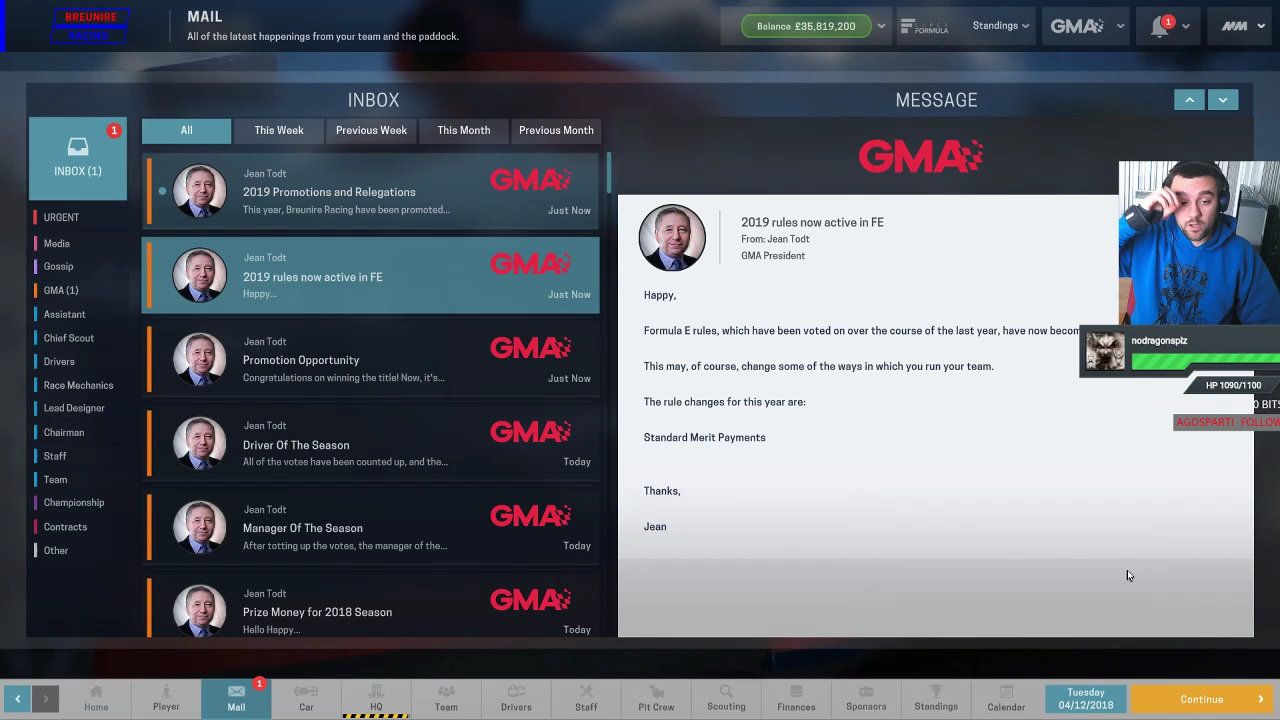 BREUNIRE
RACING
MAIL
All of the latest happenings from your team and the paddock.
Balance £35,819,200
SUPER
FORMULA
Standings
GMA
1
INBOX
MESSAGE
1
INBOX (1)
URGENT
Media
Gossip
GMA (1)
Assistant
Chief Scout
Drivers
Race Mechanics
Lead Designer
Chairman
Staff
Team
Championship
Contracts
Other
All
This Week
Previous Week
This Month
Previous Month
Jean Todt
2019 Promotions and Relegations
This year, Breunire Racing have been promoted...
GMA
Just Now
Jean Todt
2019 rules now active in FE
Happy...
GMA
Just Now
Jean Todt
Promotion Opportunity
Congratulations on winning the title! Now, it's...
GMA
Just Now
Jean Todt
Driver Of The Season
All of the votes have been counted up, and the...
GMA
Today
Jean Todt
Manager Of The Season
After totting up the votes, the manager of the...
GMA
Today
Jean Todt
Prize Money for 2018 Season
Hello Happy...
GMA
Today
GMA
2019 rules now active in FE
From: Jean Todt
GMA President
Happy,
Formula E rules, which have been voted on over the course of the last year, have now becom
This may, of course, change some of the ways in which you run your team.
The rule changes for this year are:
Standard Merit Payments
Thanks,
Jean
nodragonsplz
HP 1090/1100
0 BITS
AGOSPARTI FOLLOW
Home
Player
1
Mail
Car
HQ
Team
Drivers
Staff
Pit Crew
Scouting
Finances
Sponsors
Standings
Calendar
Tuesday
04/12/2018
Continue